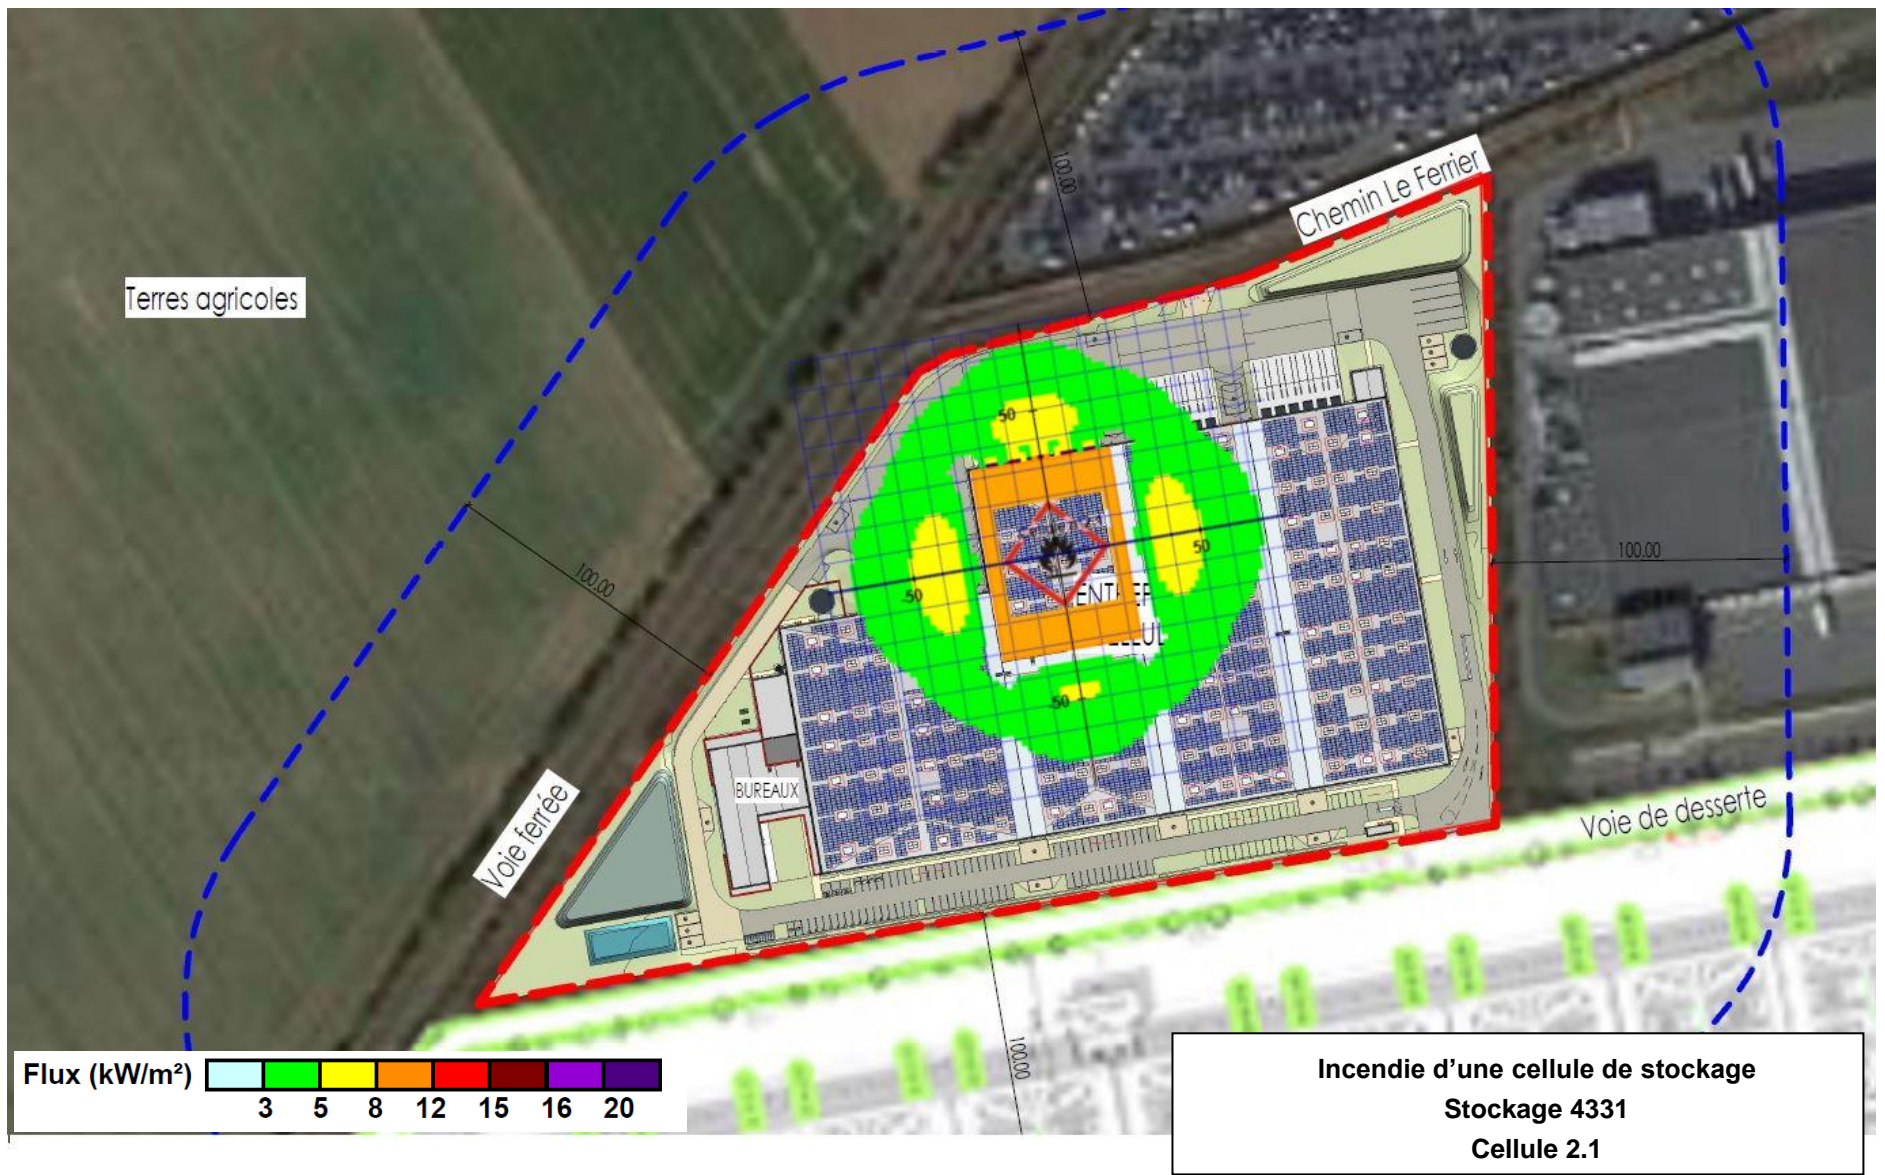 100.00
Chemin Le Ferrier
Terres agricoles
50
50
100.00
100.00
-50
ENTREP
-50
BUREAUX
Voie ferrée
Voie de desserte
100.00
Flux (kW/m²)
3 5 8 12 15 16 20
Incendie d’une cellule de stockage
Stockage 4331
Cellule 2.1